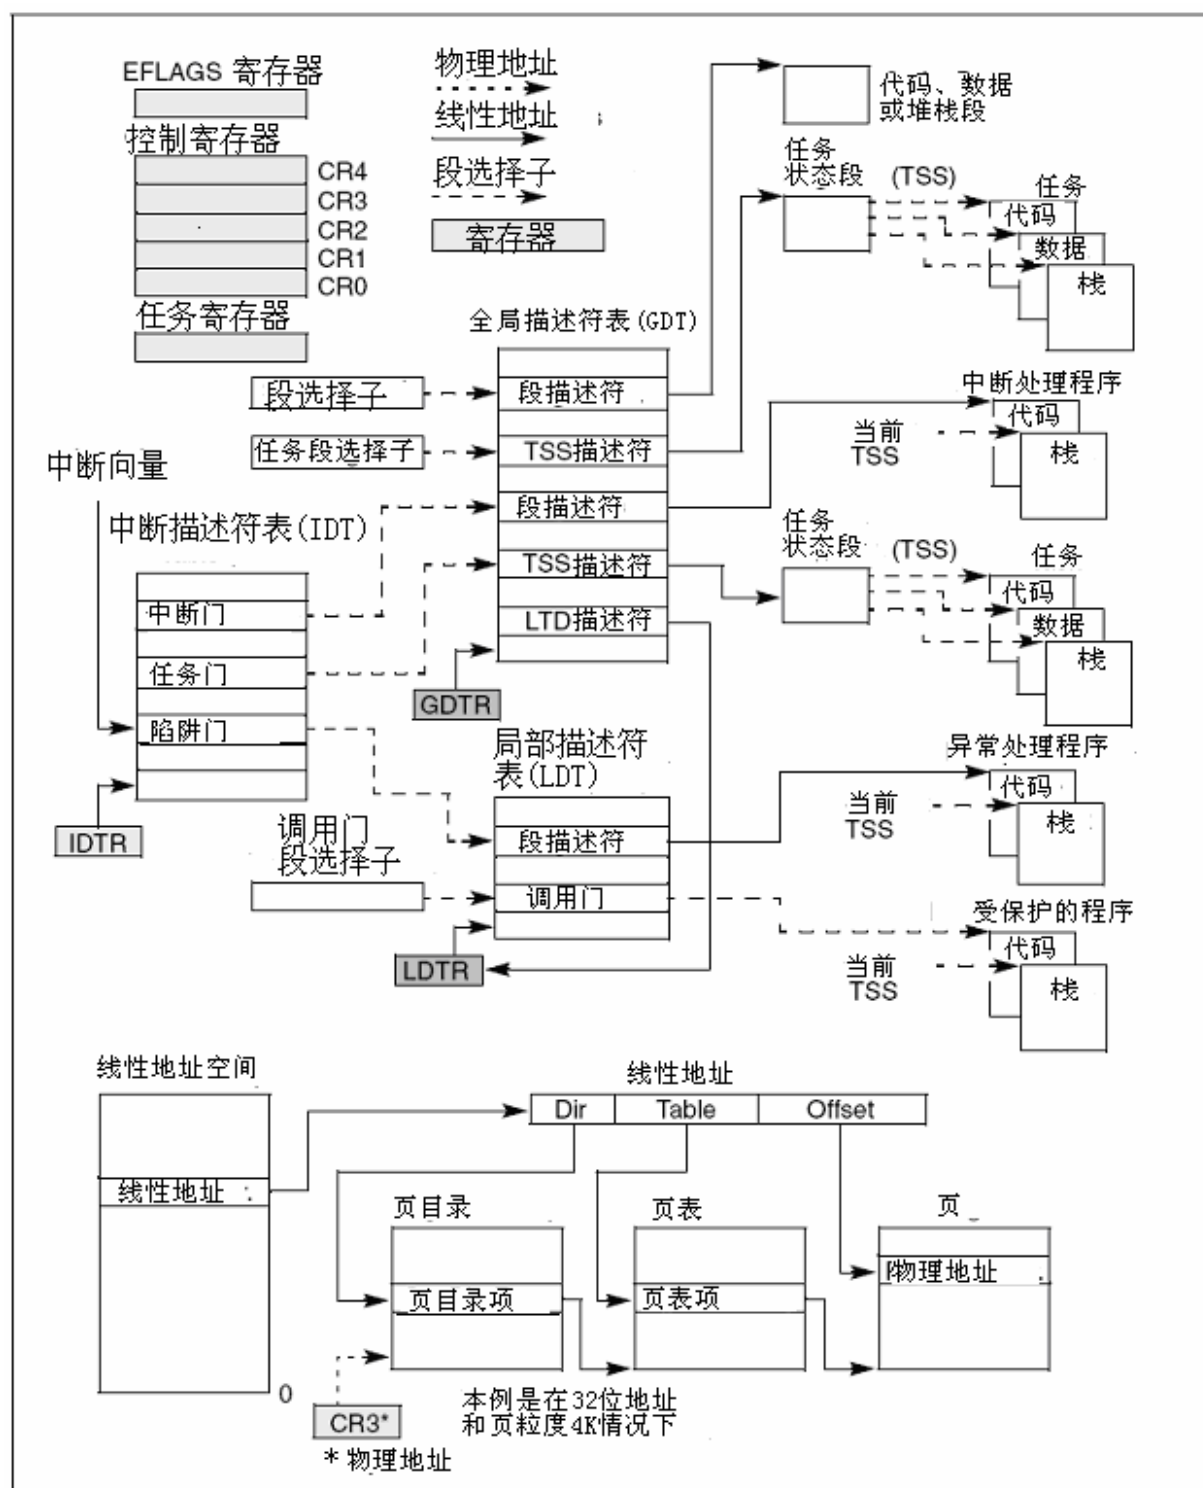 EFLAGS 寄存器
控制寄存器
CR4
CR3
CR2
CR1
CR0
任务寄存器
物理地址
线性地址
段选择子
寄存器
代码、数据
或堆栈段
任务
状态段
(TSS)
任务
代码
数据
栈
全局描述符表(GDT)
段选择子
段描述符
任务段选择子
TSS描述符
段描述符
TSS描述符
LTD描述符
GDTR
中断处理程序
代码
栈
当前
TSS
中断向量
中断描述符表(IDT)
中断门
任务门
陷阱门
IDTR
任务
状态段
(TSS)
任务
代码
数据
栈
局部描述符
表(LDT)
段描述符
调用门
LDTR
调用门
段选择子
异常处理程序
代码
栈
当前
TSS
受保护的程序
代码
栈
当前
TSS
线性地址空间
线性地址
0
线性地址
Dir Table Offset
页目录
页目录项
页表
页表项
页
物理地址
CR3*
* 物理地址
本例是在32位地址
和页粒度4K情况下